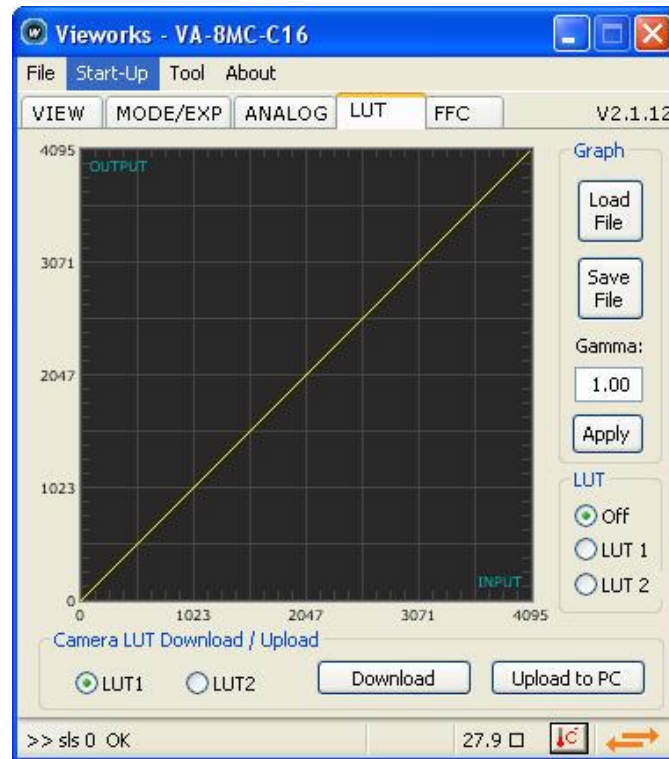 Vieworks - VA-8MC-C16
File Start-Up Tool About
VIEW MODE/EXP ANALOG LUT FFC V2.1.12
4095
OUTPUT
3071
2047
1023
0
INPUT
0 1023 2047 3071 4095
Graph
Load
File
Save
File
Gamma:
1.00
Apply
LUT
Off
LUT 1
LUT 2
Camera LUT Download / Upload
LUT1 LUT2 Download Upload to PC
>> sls 0 OK 27.9 □ C